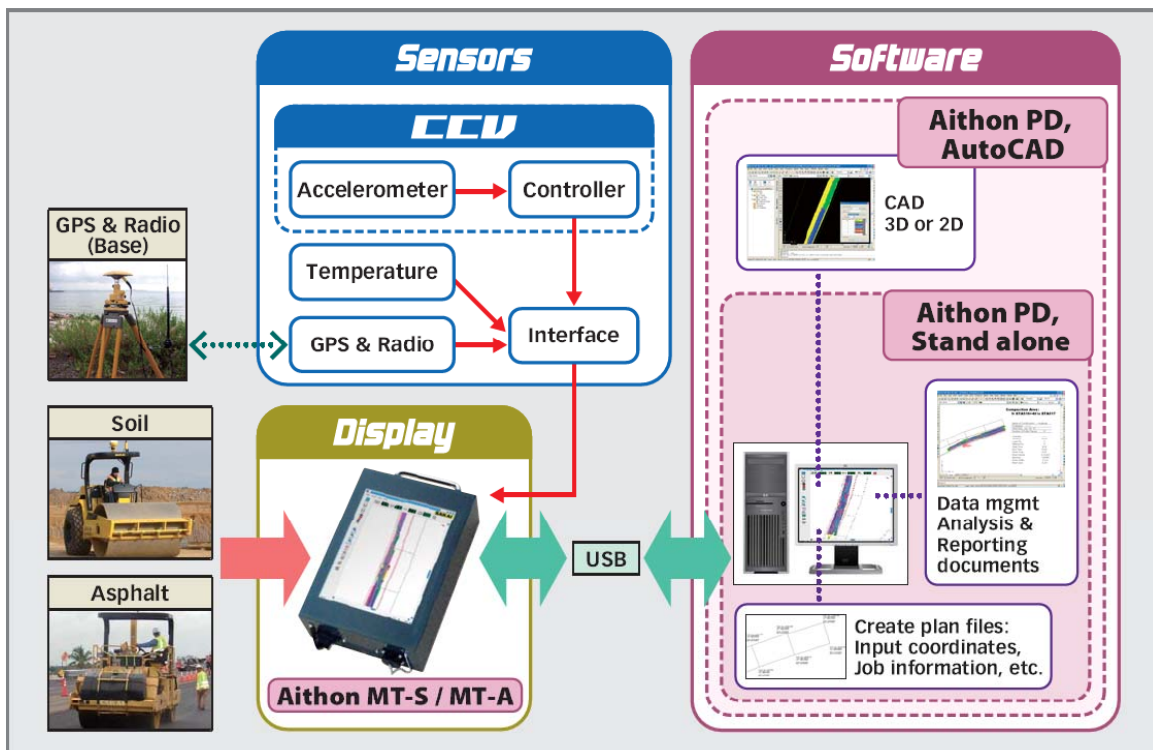 Sensors
CCV
Accelerometer
Controller
Temperature
GPS & Radio
Interface
GPS & Radio
(Base)
Soil
Asphalt
Display
Aithon MT-S / MT-A
USB
Software
Aithon PD,
AutoCAD
CAD
3D or 2D
Aithon PD,
Stand alone
Data mgmt
Analysis &
Reporting
documents
Create plan files:
Input coordinates,
Job information, etc.